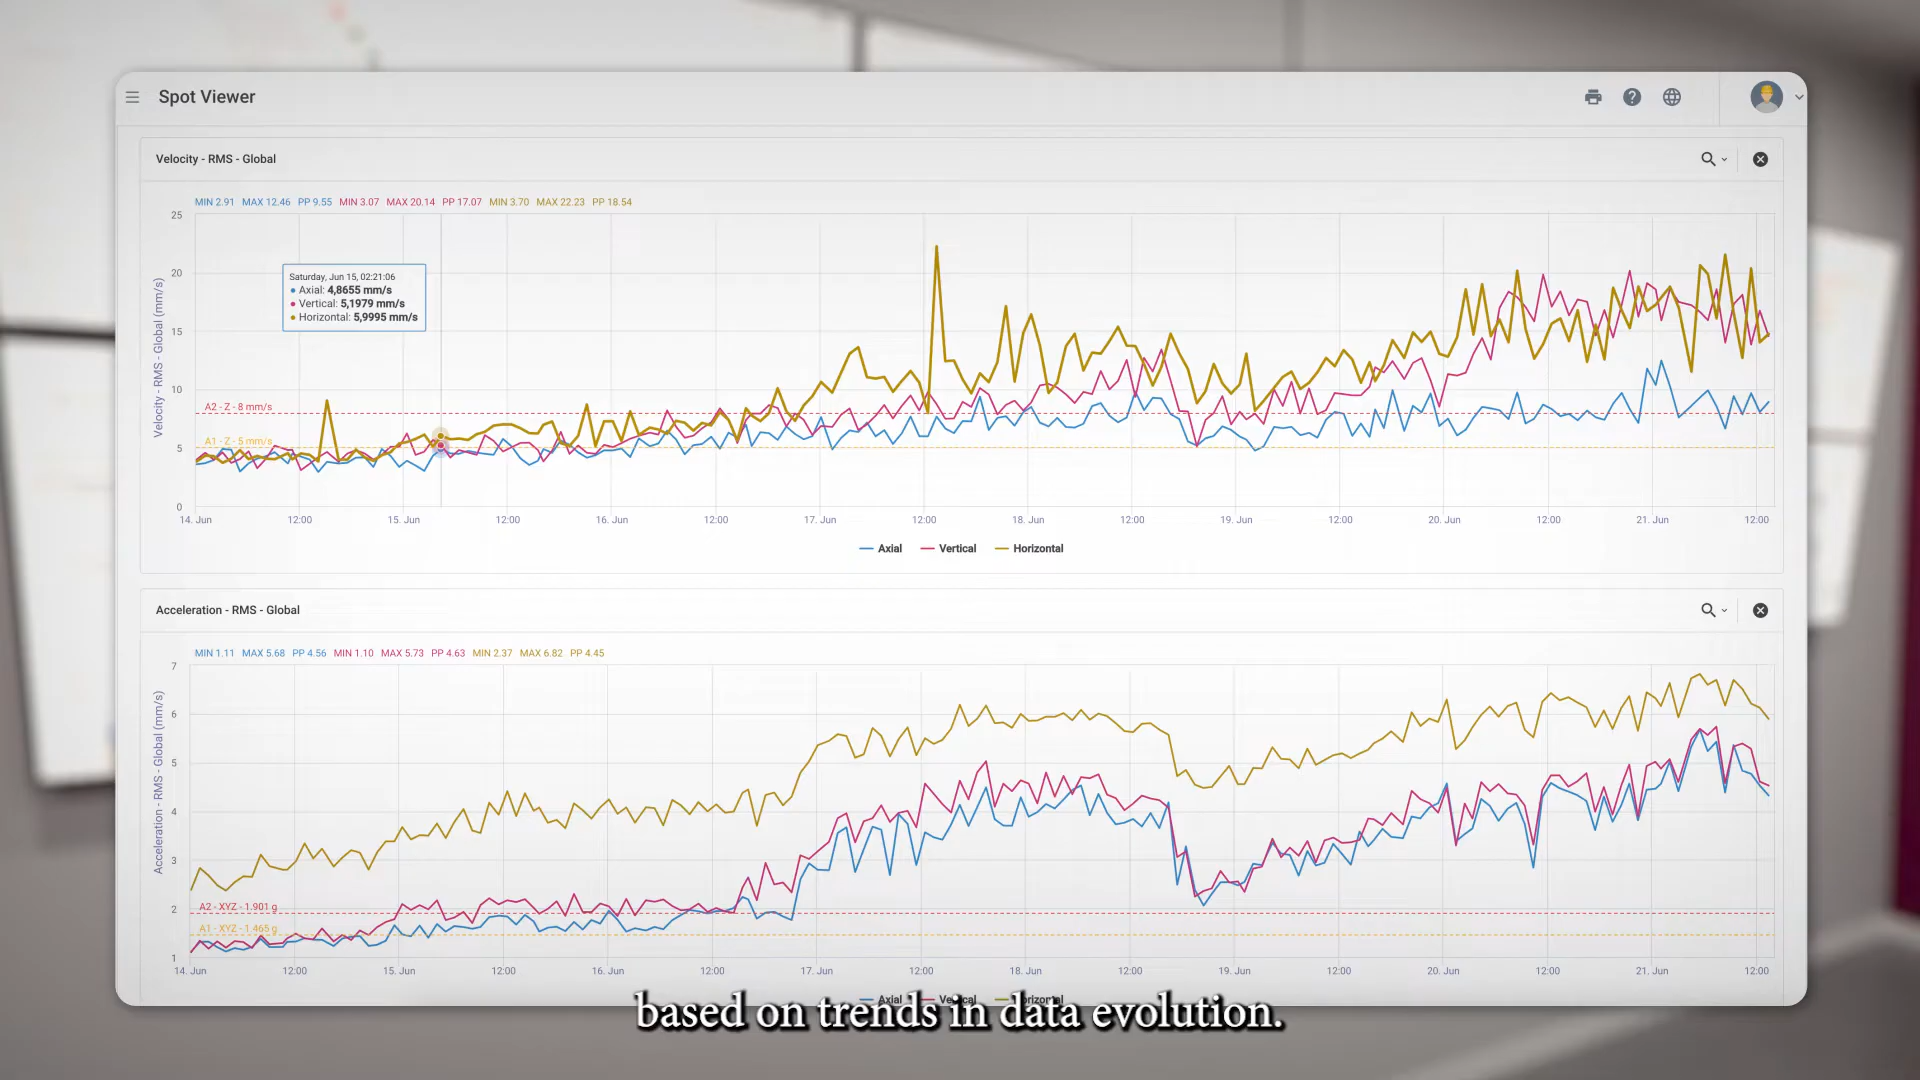 Spot Viewer
Velocity - RMS - Global
MIN 2.91 MAX 12.46 PP 9.55 MIN 3.07 MAX 20.14 PP 17.07 MIN 3.70 MAX 22.23 PP 18.54
Velocity - RMS - Global (mm/s)
25
20
15
10
5
0
Saturday, Jun 15, 02:21:06
Axial: 4,8655 mm/s
Vertical: 5,1979 mm/s
Horizontal: 5,9995 mm/s
A2 - Z - 8 mm/s
A1 - Z - 5 mm/s
14. Jun 12:00 15. Jun 12:00 16. Jun 12:00 17. Jun 12:00 18. Jun 12:00 19. Jun 12:00 20. Jun 12:00 21. Jun 12:00
Axial Vertical Horizontal
Acceleration - RMS - Global
MIN 1.11 MAX 5.68 PP 4.56 MIN 1.10 MAX 5.73 PP 4.63 MIN 2.37 MAX 6.82 PP 4.45
Acceleration - RMS - Global (mm/s)
7
6
5
4
3
2
1
A2 - XYZ - 1.901 g
A1 - XYZ - 1.465 g
14. Jun 12:00 15. Jun 12:00 16. Jun 12:00 17. Jun 12:00 18. Jun 12:00 19. Jun 12:00 20. Jun 12:00 21. Jun 12:00
Axial Vertical Horizontal
based on trends in data evolution.